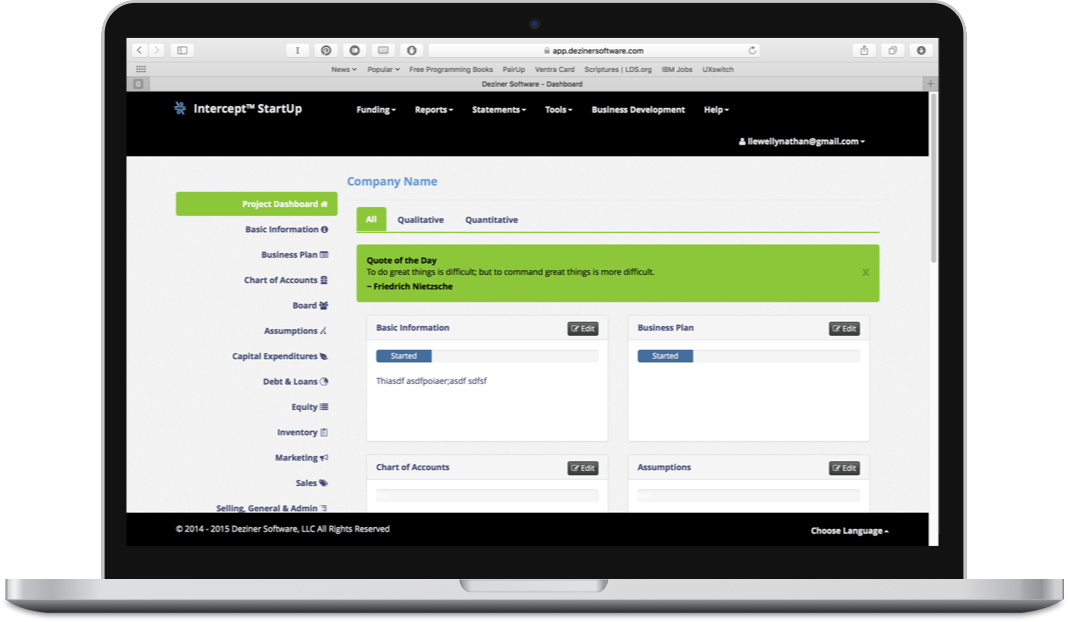 app.dezinersoftware.com
News Popular Free Programming Books PairUp Ventra Card Scriptures | LDS.org IBM Jobs UXswitch
Deziner Software - Dashboard
Intercept™ StartUp Funding Reports Statements Tools Business Development Help
llewellynathan@gmail.com
Company Name
Project Dashboard
Basic Information
Business Plan
Chart of Accounts
Board
Assumptions
Capital Expenditures
Debt & Loans
Equity
Inventory
Marketing
Sales
Selling, General & Admin
All Qualitative Quantitative
Quote of the Day
To do great things is difficult; but to command great things is more difficult.
~ Friedrich Nietzsche
X
Basic Information Edit
Started
Thiasdf asdfpoiaer;asdf sdfsf
Business Plan Edit
Started
Chart of Accounts Edit
Assumptions Edit
© 2014 - 2015 Deziner Software, LLC All Rights Reserved
Choose Language